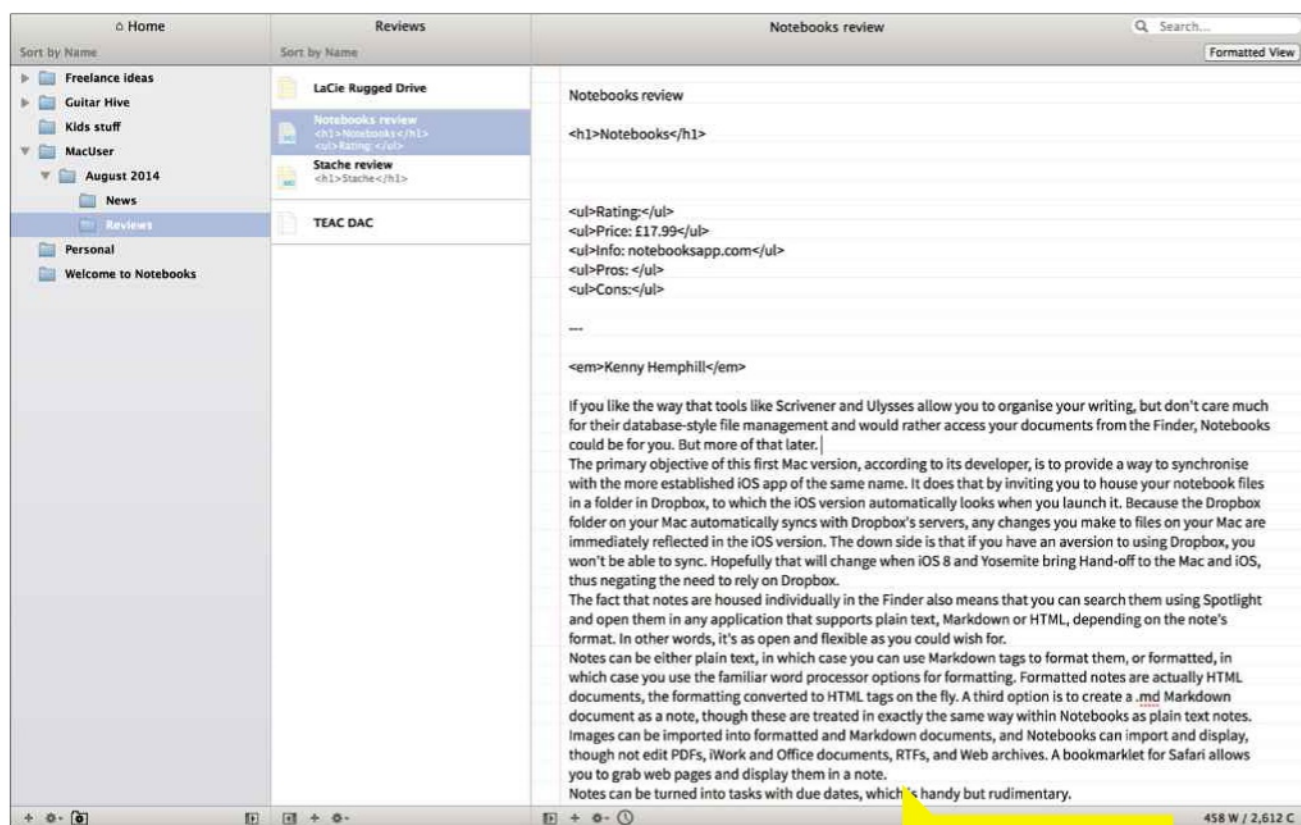 Home
Reviews
Notebooks review
Search...
Sort by Name
Sort by Name
Formatted View
Freelance ideas
Guitar Hive
Kids stuff
MacUser
August 2014
News
Reviews
Personal
Welcome to Notebooks
LaCie Rugged Drive
Notebooks review
<h1>Notebooks</h1>
<ul>Rating:</ul>
Stache review
<h1>Stache</h1>
TEAC DAC
Notebooks review
<h1>Notebooks</h1>
<ul>Rating:</ul>
<ul>Price: £17.99</ul>
<ul>Info: notebooksapp.com</ul>
<ul>Pros: </ul>
<ul>Cons:</ul>
---
<em>Kenny Hemphill</em>
If you like the way that tools like Scrivener and Ulysses allow you to organise your writing, but don't care much
for their database-style file management and would rather access your documents from the Finder, Notebooks
could be for you. But more of that later.
The primary objective of this first Mac version, according to its developer, is to provide a way to synchronise
with the more established iOS app of the same name. It does that by inviting you to house your notebook files
in a folder in Dropbox, to which the iOS version automatically looks when you launch it. Because the Dropbox
folder on your Mac automatically syncs with Dropbox's servers, any changes you make to files on your Mac are
immediately reflected in the iOS version. The down side is that if you have an aversion to using Dropbox, you
won't be able to sync. Hopefully that will change when iOS 8 and Yosemite bring Hand-off to the Mac and iOS,
thus negating the need to rely on Dropbox.
The fact that notes are housed individually in the Finder also means that you can search them using Spotlight
and open them in any application that supports plain text, Markdown or HTML, depending on the note's
format. In other words, it's as open and flexible as you could wish for.
Notes can be either plain text, in which case you can use Markdown tags to format them, or formatted, in
which case you use the familiar word processor options for formatting. Formatted notes are actually HTML
documents, the formatting converted to HTML tags on the fly. A third option is to create a .md Markdown
document as a note, though these are treated in exactly the same way within Notebooks as plain text notes.
Images can be imported into formatted and Markdown documents, and Notebooks can import and display,
though not edit PDFs, iWork and Office documents, RTFs, and Web archives. A bookmarklet for Safari allows
you to grab web pages and display them in a note.
Notes can be turned into tasks with due dates, which is handy but rudimentary.
458 W / 2,612 C